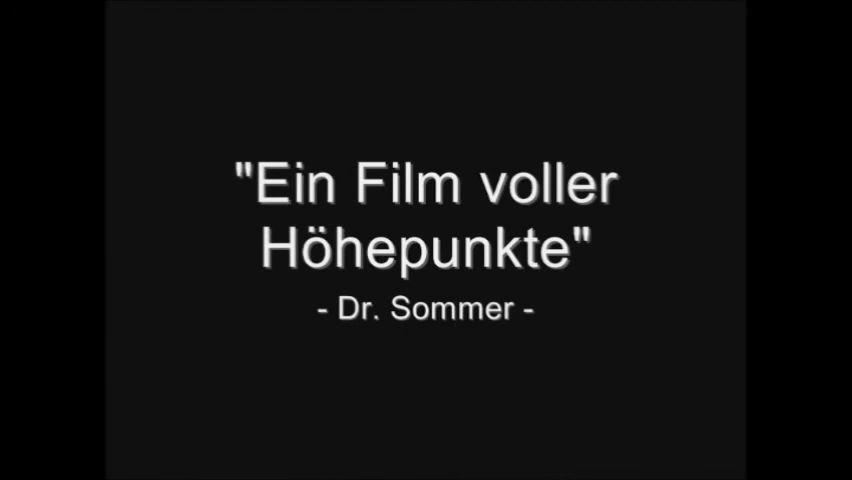 "Ein Film voller
Höhepunkte"
- Dr. Sommer -